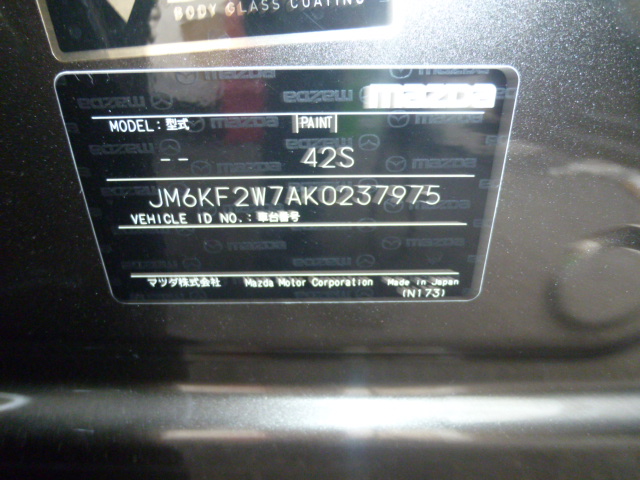 BODY GLASS COATING
mazda
MODEL:型式 PAINT
-- 42S
JM6KF2W7AK0237975
VEHICLE ID NO.:車台番号
マツダ株式会社 Mazda Motor Corporation Made in Japan
(N173)